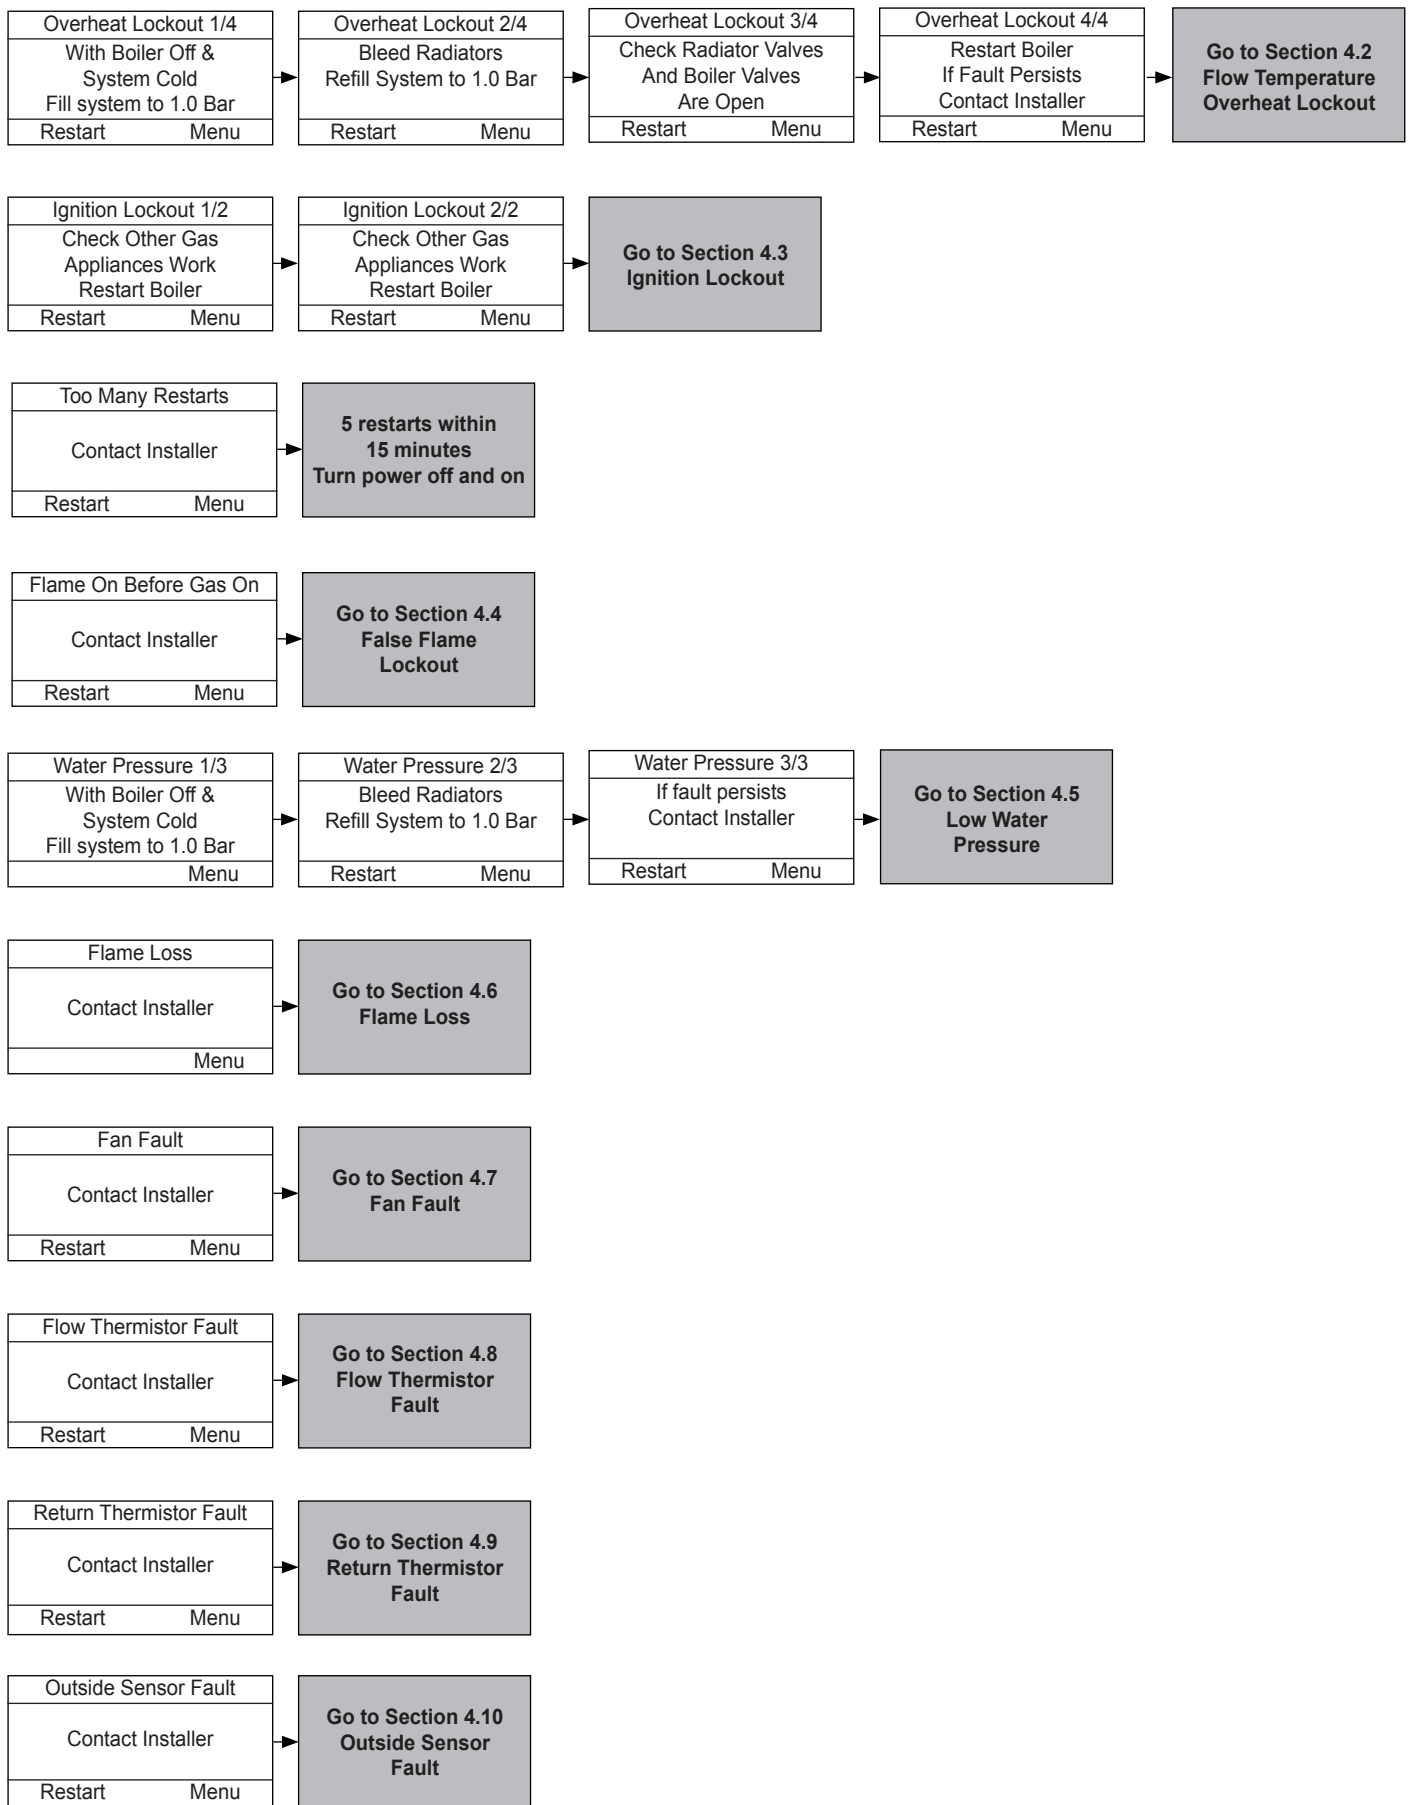 Overheat Lockout 1/4
With Boiler Off &
System Cold
Fill system to 1.0 Bar
Restart Menu
Overheat Lockout 2/4
Bleed Radiators
Refill System to 1.0 Bar
Restart Menu
Overheat Lockout 3/4
Check Radiator Valves
And Boiler Valves
Are Open
Restart Menu
Overheat Lockout 4/4
Restart Boiler
If Fault Persists
Contact Installer
Restart Menu
Go to Section 4.2
Flow Temperature
Overheat Lockout
Ignition Lockout 1/2
Check Other Gas
Appliances Work
Restart Boiler
Restart Menu
Ignition Lockout 2/2
Check Other Gas
Appliances Work
Restart Boiler
Restart Menu
Go to Section 4.3
Ignition Lockout
Too Many Restarts
Contact Installer
Restart Menu
5 restarts within
15 minutes
Turn power off and on
Flame On Before Gas On
Contact Installer
Restart Menu
Go to Section 4.4
False Flame
Lockout
Water Pressure 1/3
With Boiler Off &
System Cold
Fill system to 1.0 Bar
Menu
Water Pressure 2/3
Bleed Radiators
Refill System to 1.0 Bar
Restart Menu
Water Pressure 3/3
If fault persists
Contact Installer
Restart Menu
Go to Section 4.5
Low Water
Pressure
Flame Loss
Contact Installer
Menu
Go to Section 4.6
Flame Loss
Fan Fault
Contact Installer
Restart Menu
Go to Section 4.7
Fan Fault
Flow Thermistor Fault
Contact Installer
Restart Menu
Go to Section 4.8
Flow Thermistor
Fault
Return Thermistor Fault
Contact Installer
Restart Menu
Go to Section 4.9
Return Thermistor
Fault
Outside Sensor Fault
Contact Installer
Restart Menu
Go to Section 4.10
Outside Sensor
Fault